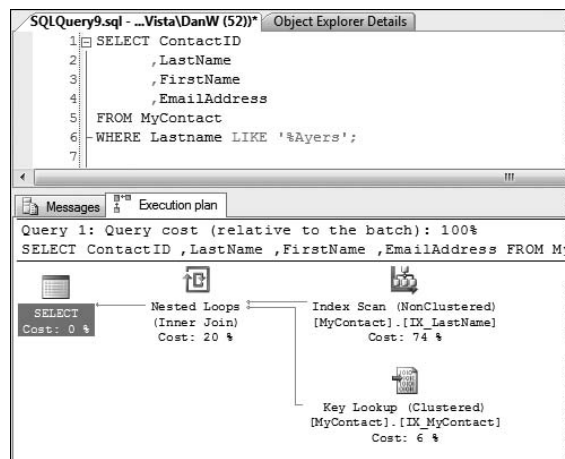 SQLQuery9.sql - ...Vista\DanW (52))* Object Explorer Details
1 SELECT ContactID
2 ,LastName
3 ,FirstName
4 ,EmailAddress
5 FROM MyContact
6 WHERE Lastname LIKE '%Ayers';
7
Messages Execution plan
Query 1: Query cost (relative to the batch): 100%
SELECT ContactID ,LastName ,FirstName ,EmailAddress FROM My
SELECT
Cost: 0 %
Nested Loops
(Inner Join)
Cost: 20 %
Index Scan (NonClustered)
[MyContact].[IX_LastName]
Cost: 74 %
Key Lookup (Clustered)
[MyContact].[IX_MyContact]
Cost: 6 %